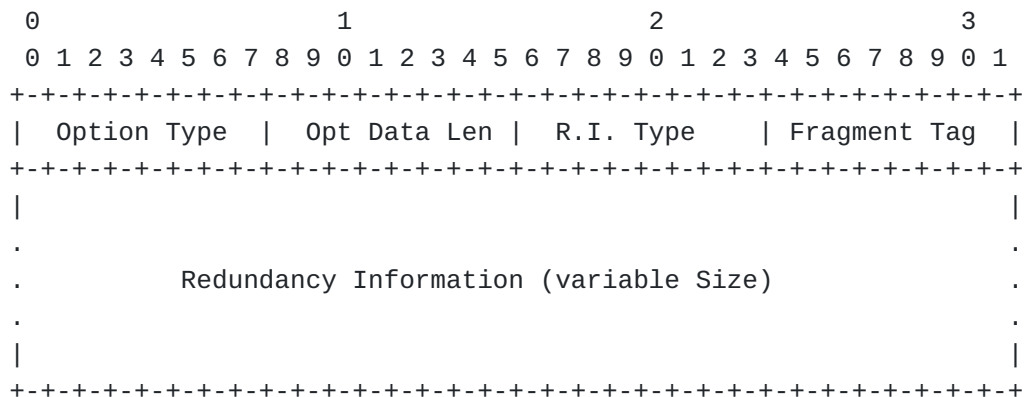 0                   1                   2                   3
 0 1 2 3 4 5 6 7 8 9 0 1 2 3 4 5 6 7 8 9 0 1 2 3 4 5 6 7 8 9 0 1
+-+-+-+-+-+-+-+-+-+-+-+-+-+-+-+-+-+-+-+-+-+-+-+-+-+-+-+-+-+-+-+-+
|  Option Type  |  Opt Data Len |  R.I. Type    | Fragment Tag  |
+-+-+-+-+-+-+-+-+-+-+-+-+-+-+-+-+-+-+-+-+-+-+-+-+-+-+-+-+-+-+-+-+
|                                                               |
.                                                               .
.          Redundancy Information (variable Size)               .
.                                                               .
|                                                               |
+-+-+-+-+-+-+-+-+-+-+-+-+-+-+-+-+-+-+-+-+-+-+-+-+-+-+-+-+-+-+-+-+